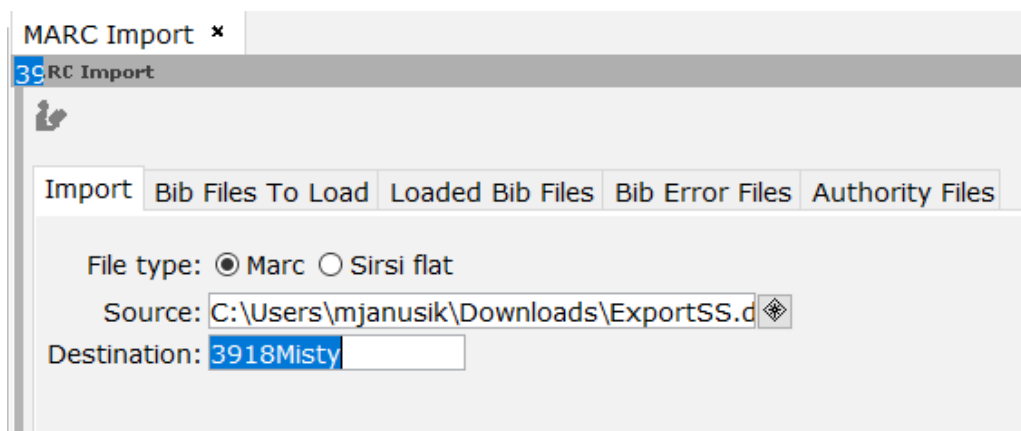 MARC Import ×
39RC Import
Import Bib Files To Load Loaded Bib Files Bib Error Files Authority Files
File type: Marc Sirsi flat
Source: C:\Users\mjanusik\Downloads\ExportSS.d
Destination: 3918Misty